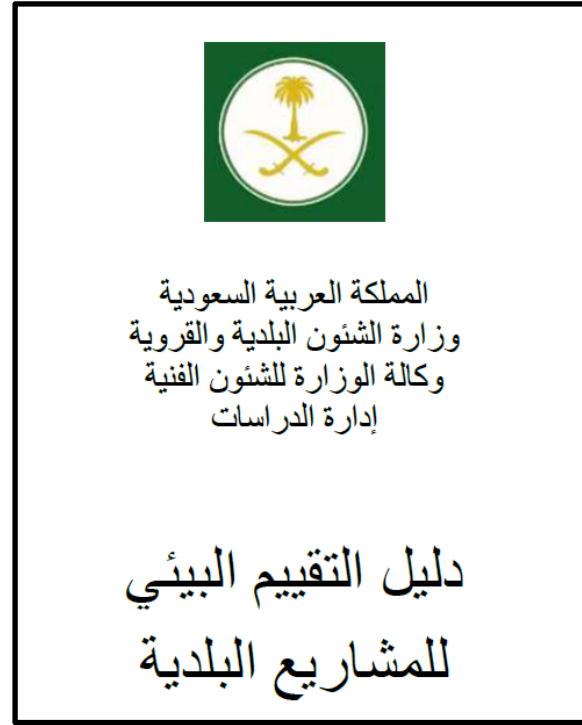 المملكة العربية السعودية
وزارة الشئون البلدية والقروية
وكالة الوزارة للشئون الفنية
إدارة الدراسات
دليل التقييم البيئي
للمشاريع البلدية